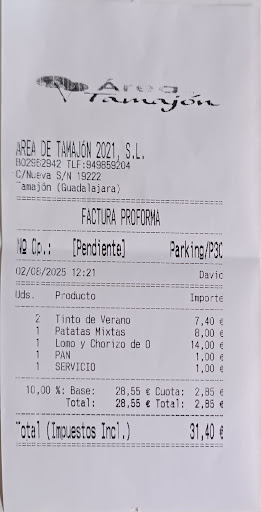 Área
Tamajón
AREA DE TAMAJÓN 2021, S.L.
B02962942 TLF:949859204
C/Nueva S/N 19222
Tamajón (Guadalajara)
FACTURA PROFORMA
Nº Op.: [Pendiente] Parking/P30
02/08/2025 12:21 David
Uds. Producto Importe
2 Tinto de Verano 7,40 €
1 Patatas Mixtas 8,00 €
1 Lomo y Chorizo de O 14,00 €
1 PAN 1,00 €
1 SERVICIO 1,00 €
10,00 %: Base: 28,55 € Cuota: 2,85 €
Total: 28,55 € Total: 2,85 €
Total (Impuestos Incl.) 31,40 €